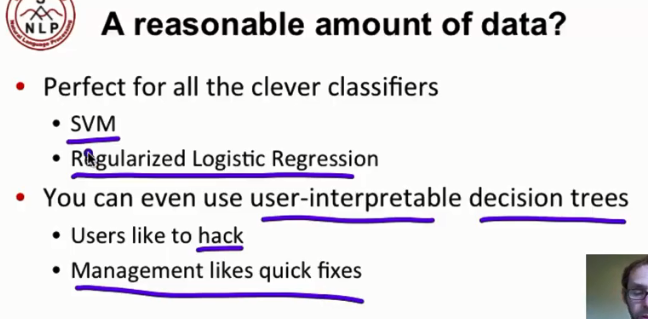 NLP
A reasonable amount of data?
• Perfect for all the clever classifiers
• SVM
• Regularized Logistic Regression
• You can even use user-interpretable decision trees
• Users like to hack
• Management likes quick fixes